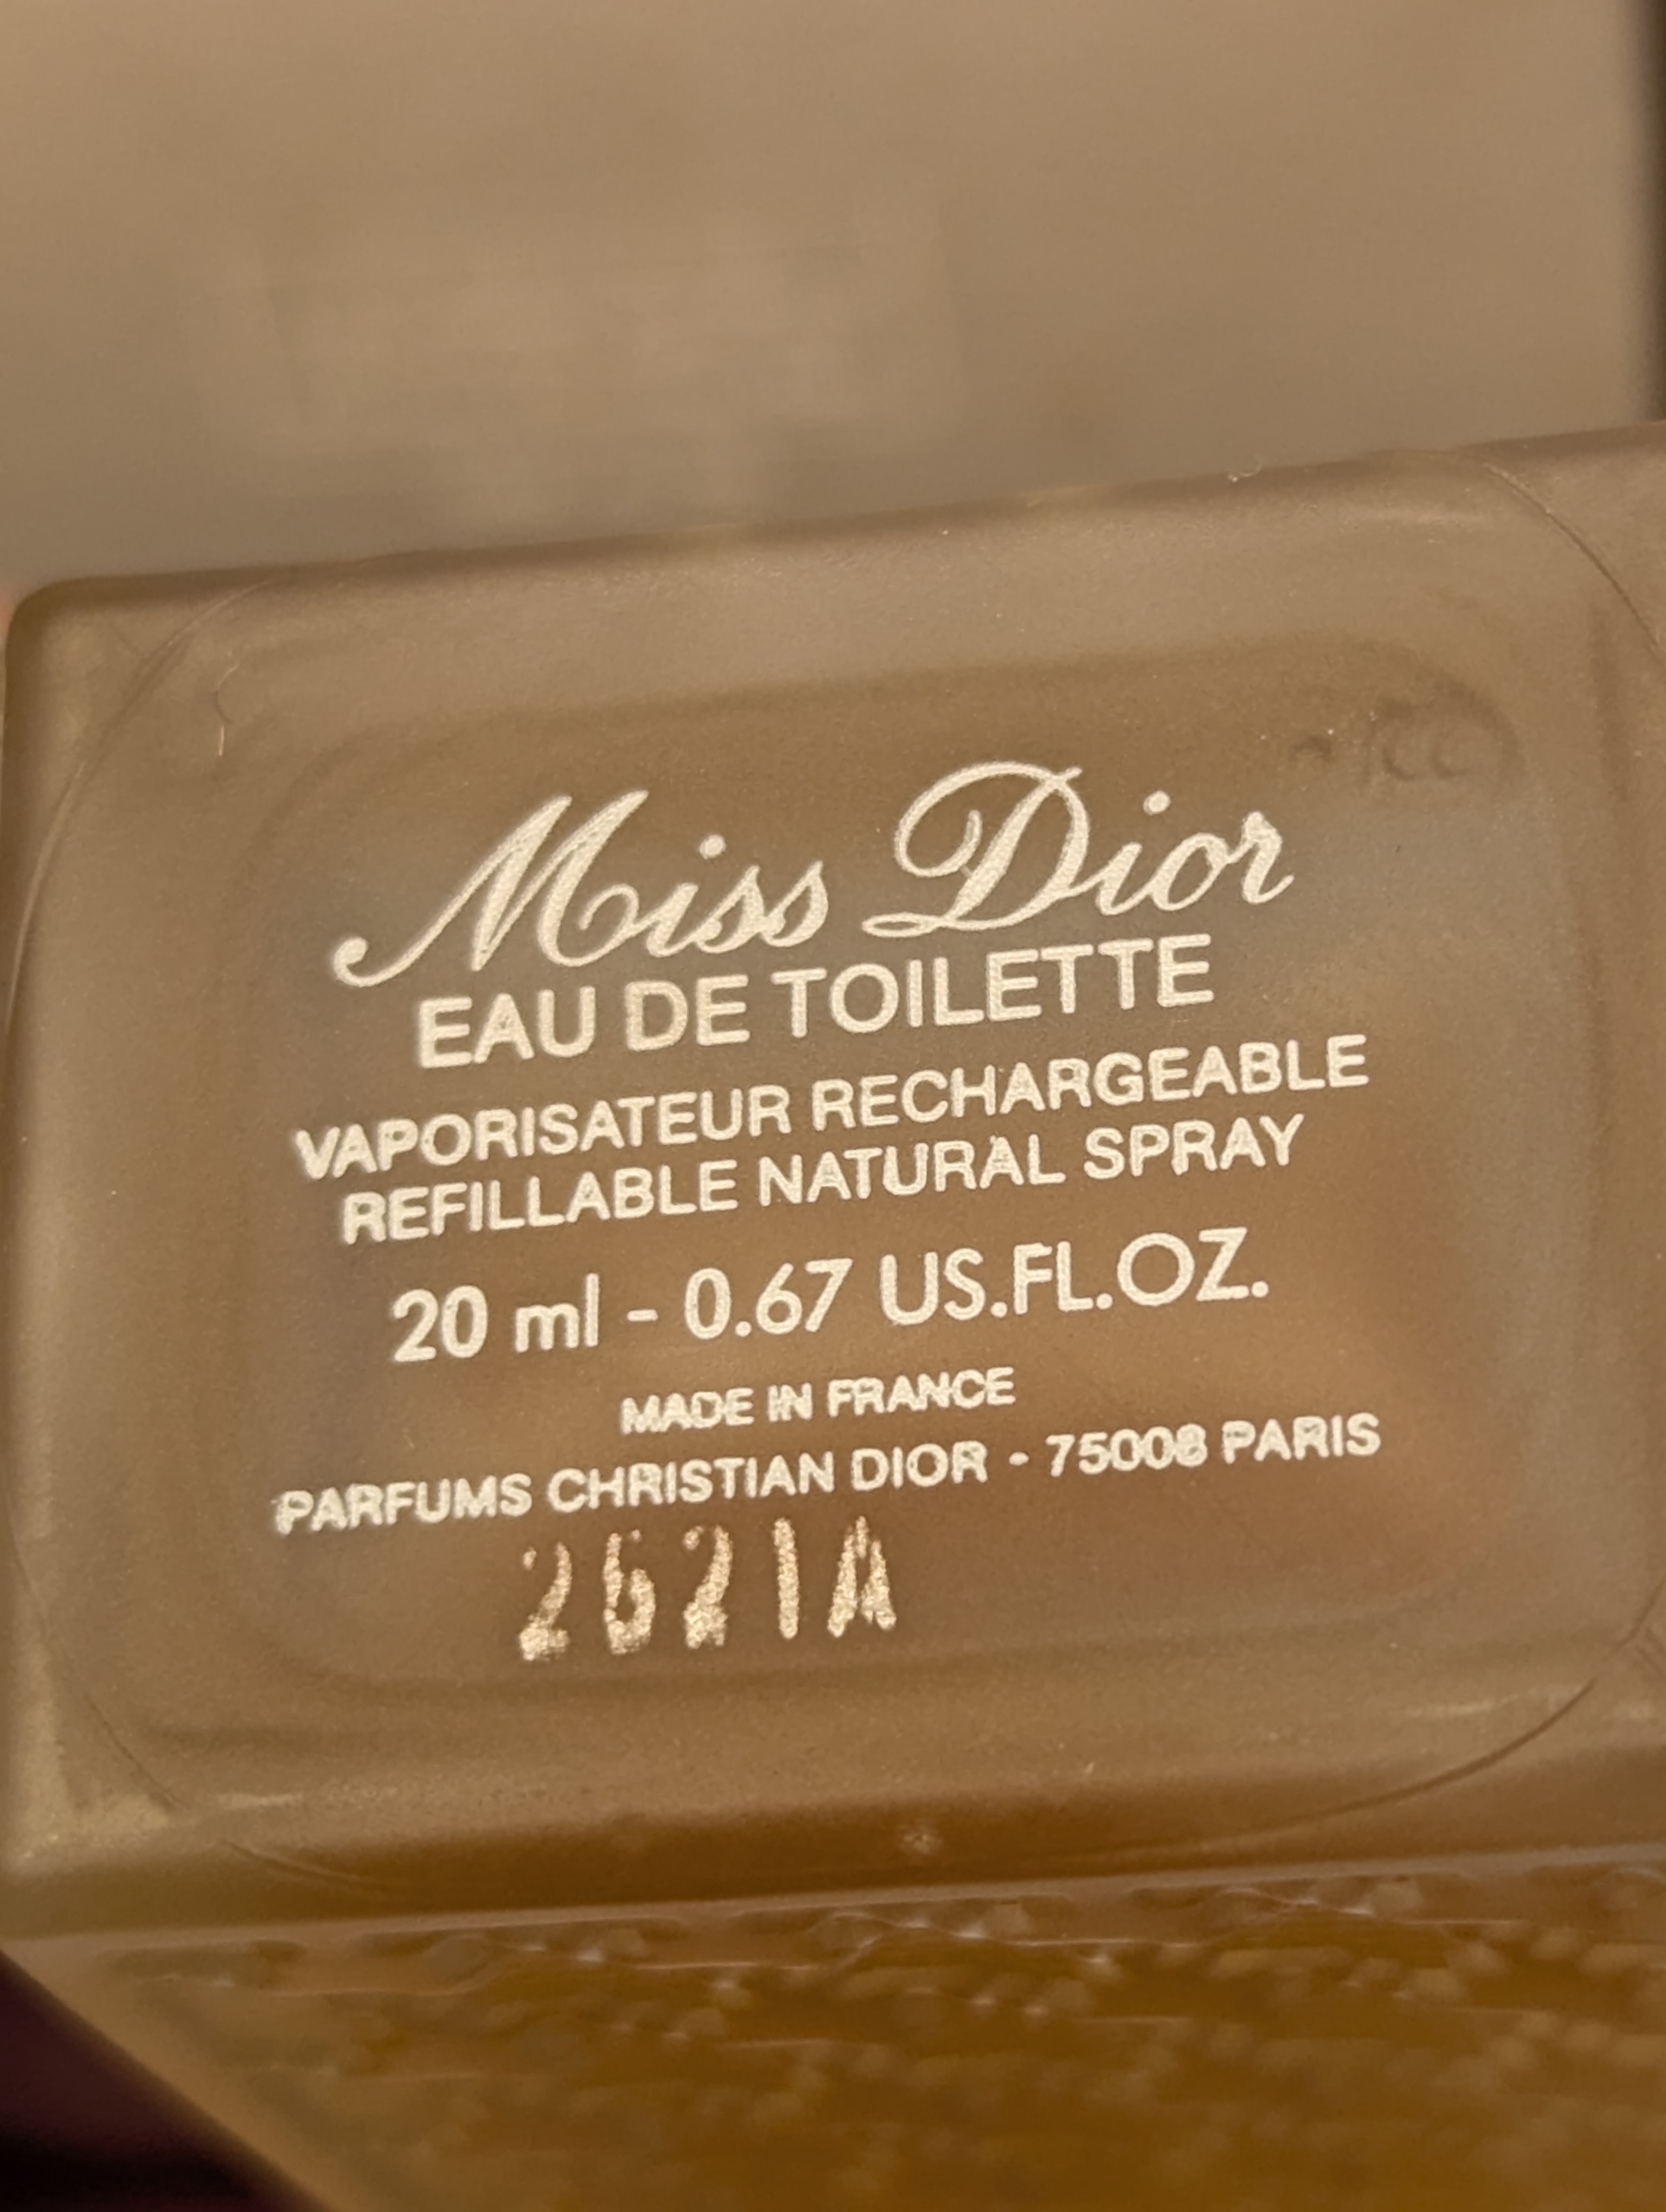 Miss Dior
EAU DE TOILETTE
VAPORISATEUR RECHARGEABLE
REFILLABLE NATURAL SPRAY
20 ml - 0.67 US.FL.OZ.
MADE IN FRANCE
PARFUMS CHRISTIAN DIOR - 75008 PARIS
2621A